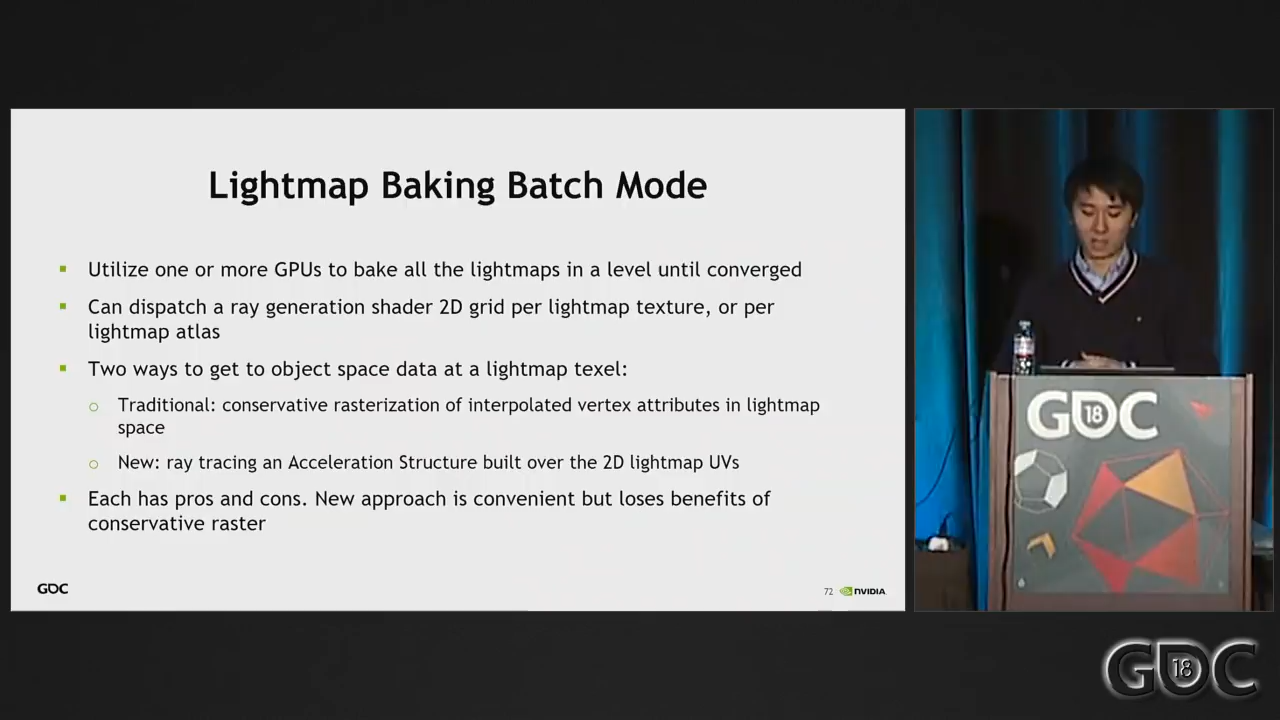 Lightmap Baking Batch Mode
Utilize one or more GPUs to bake all the lightmaps in a level until converged
Can dispatch a ray generation shader 2D grid per lightmap texture, or per
lightmap atlas
Two ways to get to object space data at a lightmap texel:
Traditional: conservative rasterization of interpolated vertex attributes in lightmap
space
New: ray tracing an Acceleration Structure built over the 2D lightmap UVs
Each has pros and cons. New approach is convenient but loses benefits of
conservative raster
GDC
72 NVIDIA
GDC 18
GDC 18